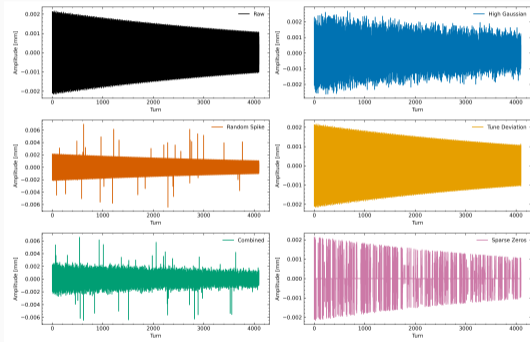 0.002
0.001
0.000
−0.001
−0.002
Amplitude [mm]
Raw
0 1000 2000 3000 4000
Turn
0.002
0.001
0.000
−0.001
−0.002
Amplitude [mm]
High Gaussian
0 1000 2000 3000 4000
Turn
0.006
0.004
0.002
0.000
−0.002
−0.004
−0.006
Amplitude [mm]
Random Spike
0 1000 2000 3000 4000
Turn
0.002
0.001
0.000
−0.001
−0.002
Amplitude [mm]
Tune Deviation
0 1000 2000 3000 4000
Turn
0.006
0.004
0.002
0.000
−0.002
−0.004
−0.006
Amplitude [mm]
Combined
0 1000 2000 3000 4000
Turn
0.002
0.001
0.000
−0.001
−0.002
Amplitude [mm]
Sparse Zeros
0 1000 2000 3000 4000
Turn